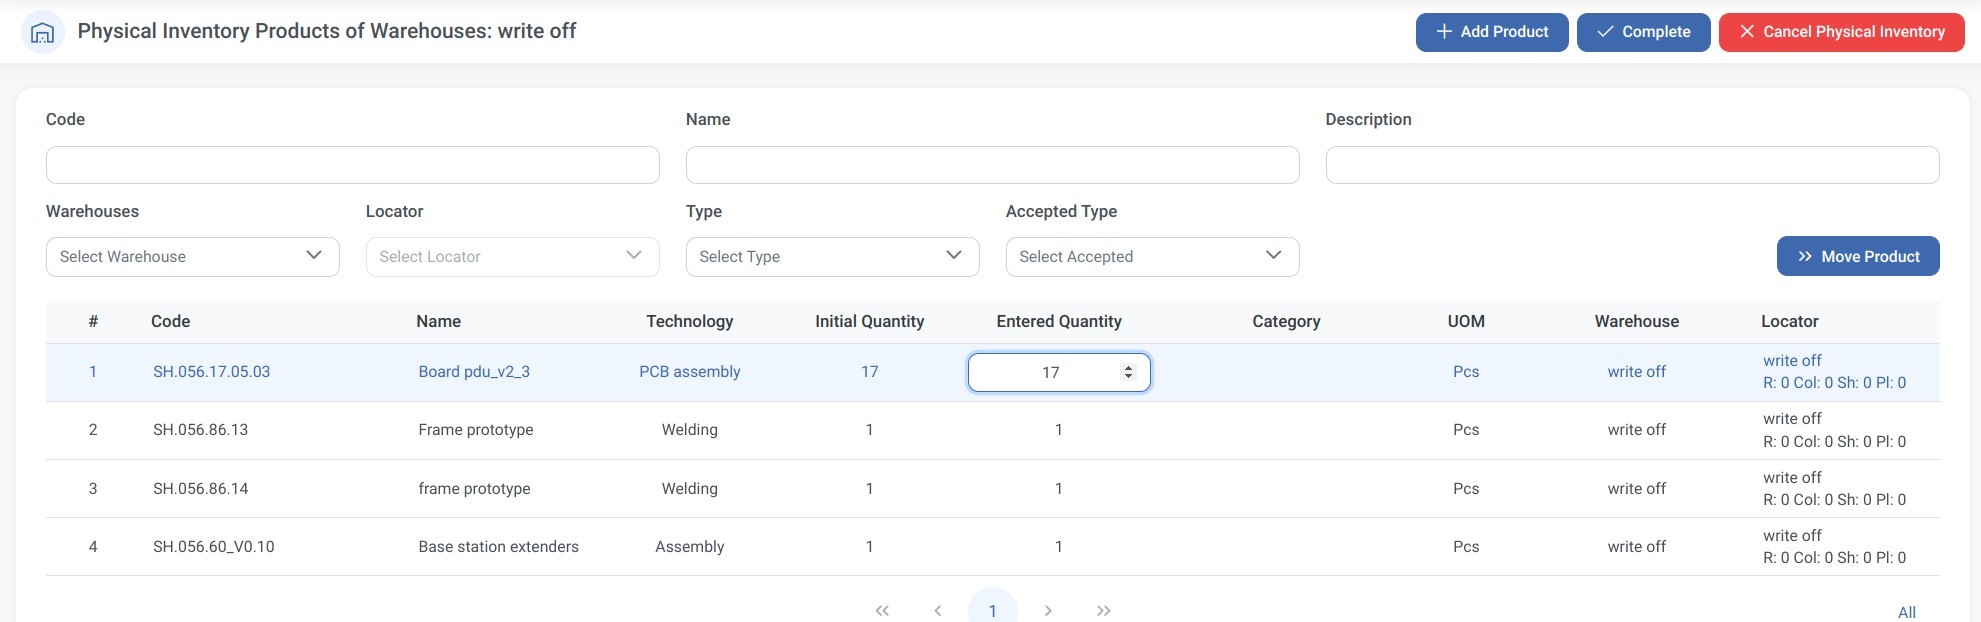 Physical Inventory Products of Warehouses: write off
Add Product
Complete
Cancel Physical Inventory
Code
Name
Description
Warehouses
Locator
Type
Accepted Type
Select Warehouse
Select Locator
Select Type
Select Accepted
Move Product
# Code Name Technology Initial Quantity Entered Quantity Category UOM Warehouse Locator
1 SH.056.17.05.03 Board pdu_v2_3 PCB assembly 17 17 Pcs write off write off
R: 0 Col: 0 Sh: 0 Pl: 0
2 SH.056.86.13 Frame prototype Welding 1 1 Pcs write off write off
R: 0 Col: 0 Sh: 0 Pl: 0
3 SH.056.86.14 frame prototype Welding 1 1 Pcs write off write off
R: 0 Col: 0 Sh: 0 Pl: 0
4 SH.056.60_V0.10 Base station extenders Assembly 1 1 Pcs write off write off
R: 0 Col: 0 Sh: 0 Pl: 0
1
All